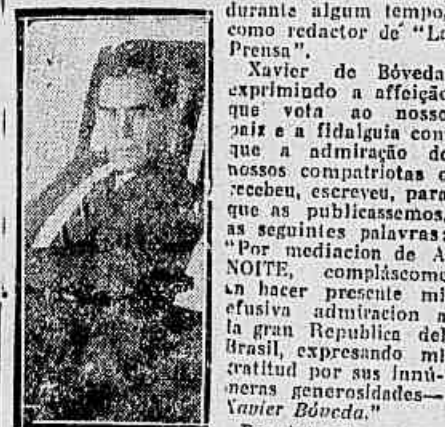 durante algum tempo,
como redactor de "La
Prensa".
Xavier de Bóveda
exprimindo a affeição
que vota ao nosso
paiz e a fidalguia com
que a admiração de
nossos compatriotas o
recebeu, escreveu, para
que as publicassemos,
as seguintes palavras:
"Por mediacion de A
NOITE, compláscome
en hacer presente mi
efusiva admiracion a
la gran Republica del
Brasil, expresando mi
gratitud por sus innú-
meras generosidades—
Xavier Bóveda."